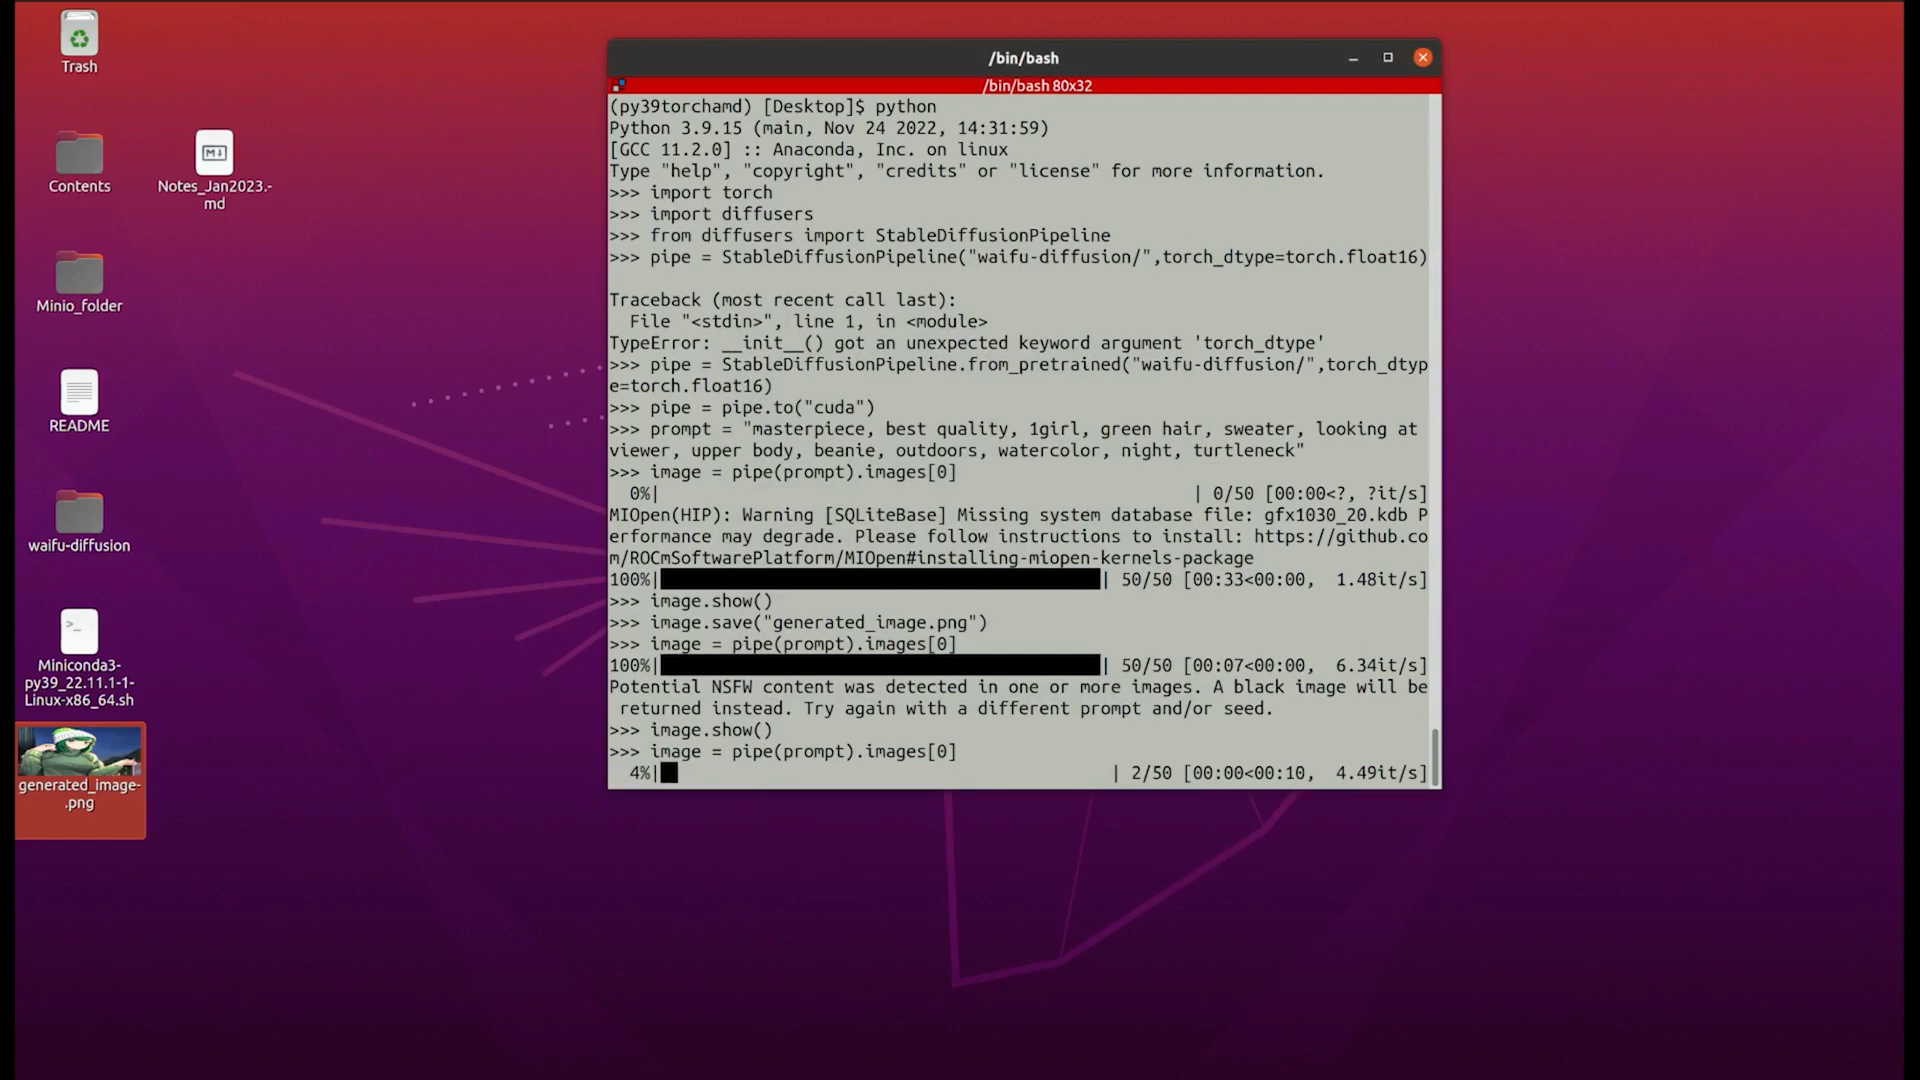 Trash
Contents
Notes_Jan2023.-
md
Minio_folder
README
waifu-diffusion
>_
Miniconda3-
py39_22.11.1-1-
Linux-x86_64.sh
generated_image-
.png
/bin/bash
/bin/bash 80x32
(py39torchamd) [Desktop]$ python
Python 3.9.15 (main, Nov 24 2022, 14:31:59)
[GCC 11.2.0] :: Anaconda, Inc. on linux
Type "help", "copyright", "credits" or "license" for more information.
>>> import torch
>>> import diffusers
>>> from diffusers import StableDiffusionPipeline
>>> pipe = StableDiffusionPipeline("waifu-diffusion/",torch_dtype=torch.float16)
Traceback (most recent call last):
  File "<stdin>", line 1, in <module>
TypeError: __init__() got an unexpected keyword argument 'torch_dtype'
>>> pipe = StableDiffusionPipeline.from_pretrained("waifu-diffusion/",torch_dtyp
e=torch.float16)
>>> pipe = pipe.to("cuda")
>>> prompt = "masterpiece, best quality, 1girl, green hair, sweater, looking at
viewer, upper body, beanie, outdoors, watercolor, night, turtleneck"
>>> image = pipe(prompt).images[0]
  0%| | 0/50 [00:00<?, ?it/s]
MIOpen(HIP): Warning [SQLiteBase] Missing system database file: gfx1030_20.kdb P
erformance may degrade. Please follow instructions to install: https://github.co
m/ROCmSoftwarePlatform/MIOpen#installing-miopen-kernels-package
100%| | 50/50 [00:33<00:00,  1.48it/s]
>>> image.show()
>>> image.save("generated_image.png")
>>> image = pipe(prompt).images[0]
100%| | 50/50 [00:07<00:00,  6.34it/s]
Potential NSFW content was detected in one or more images. A black image will be
 returned instead. Try again with a different prompt and/or seed.
>>> image.show()
>>> image = pipe(prompt).images[0]
  4%| | 2/50 [00:00<00:10,  4.49it/s]